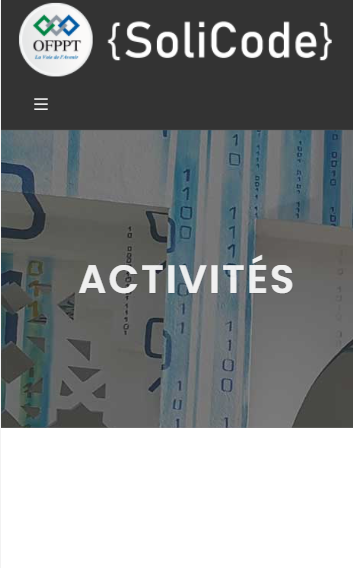 OFPPT
La Voie de l'Avenir
{SoliCode}
ACTIVITÉS